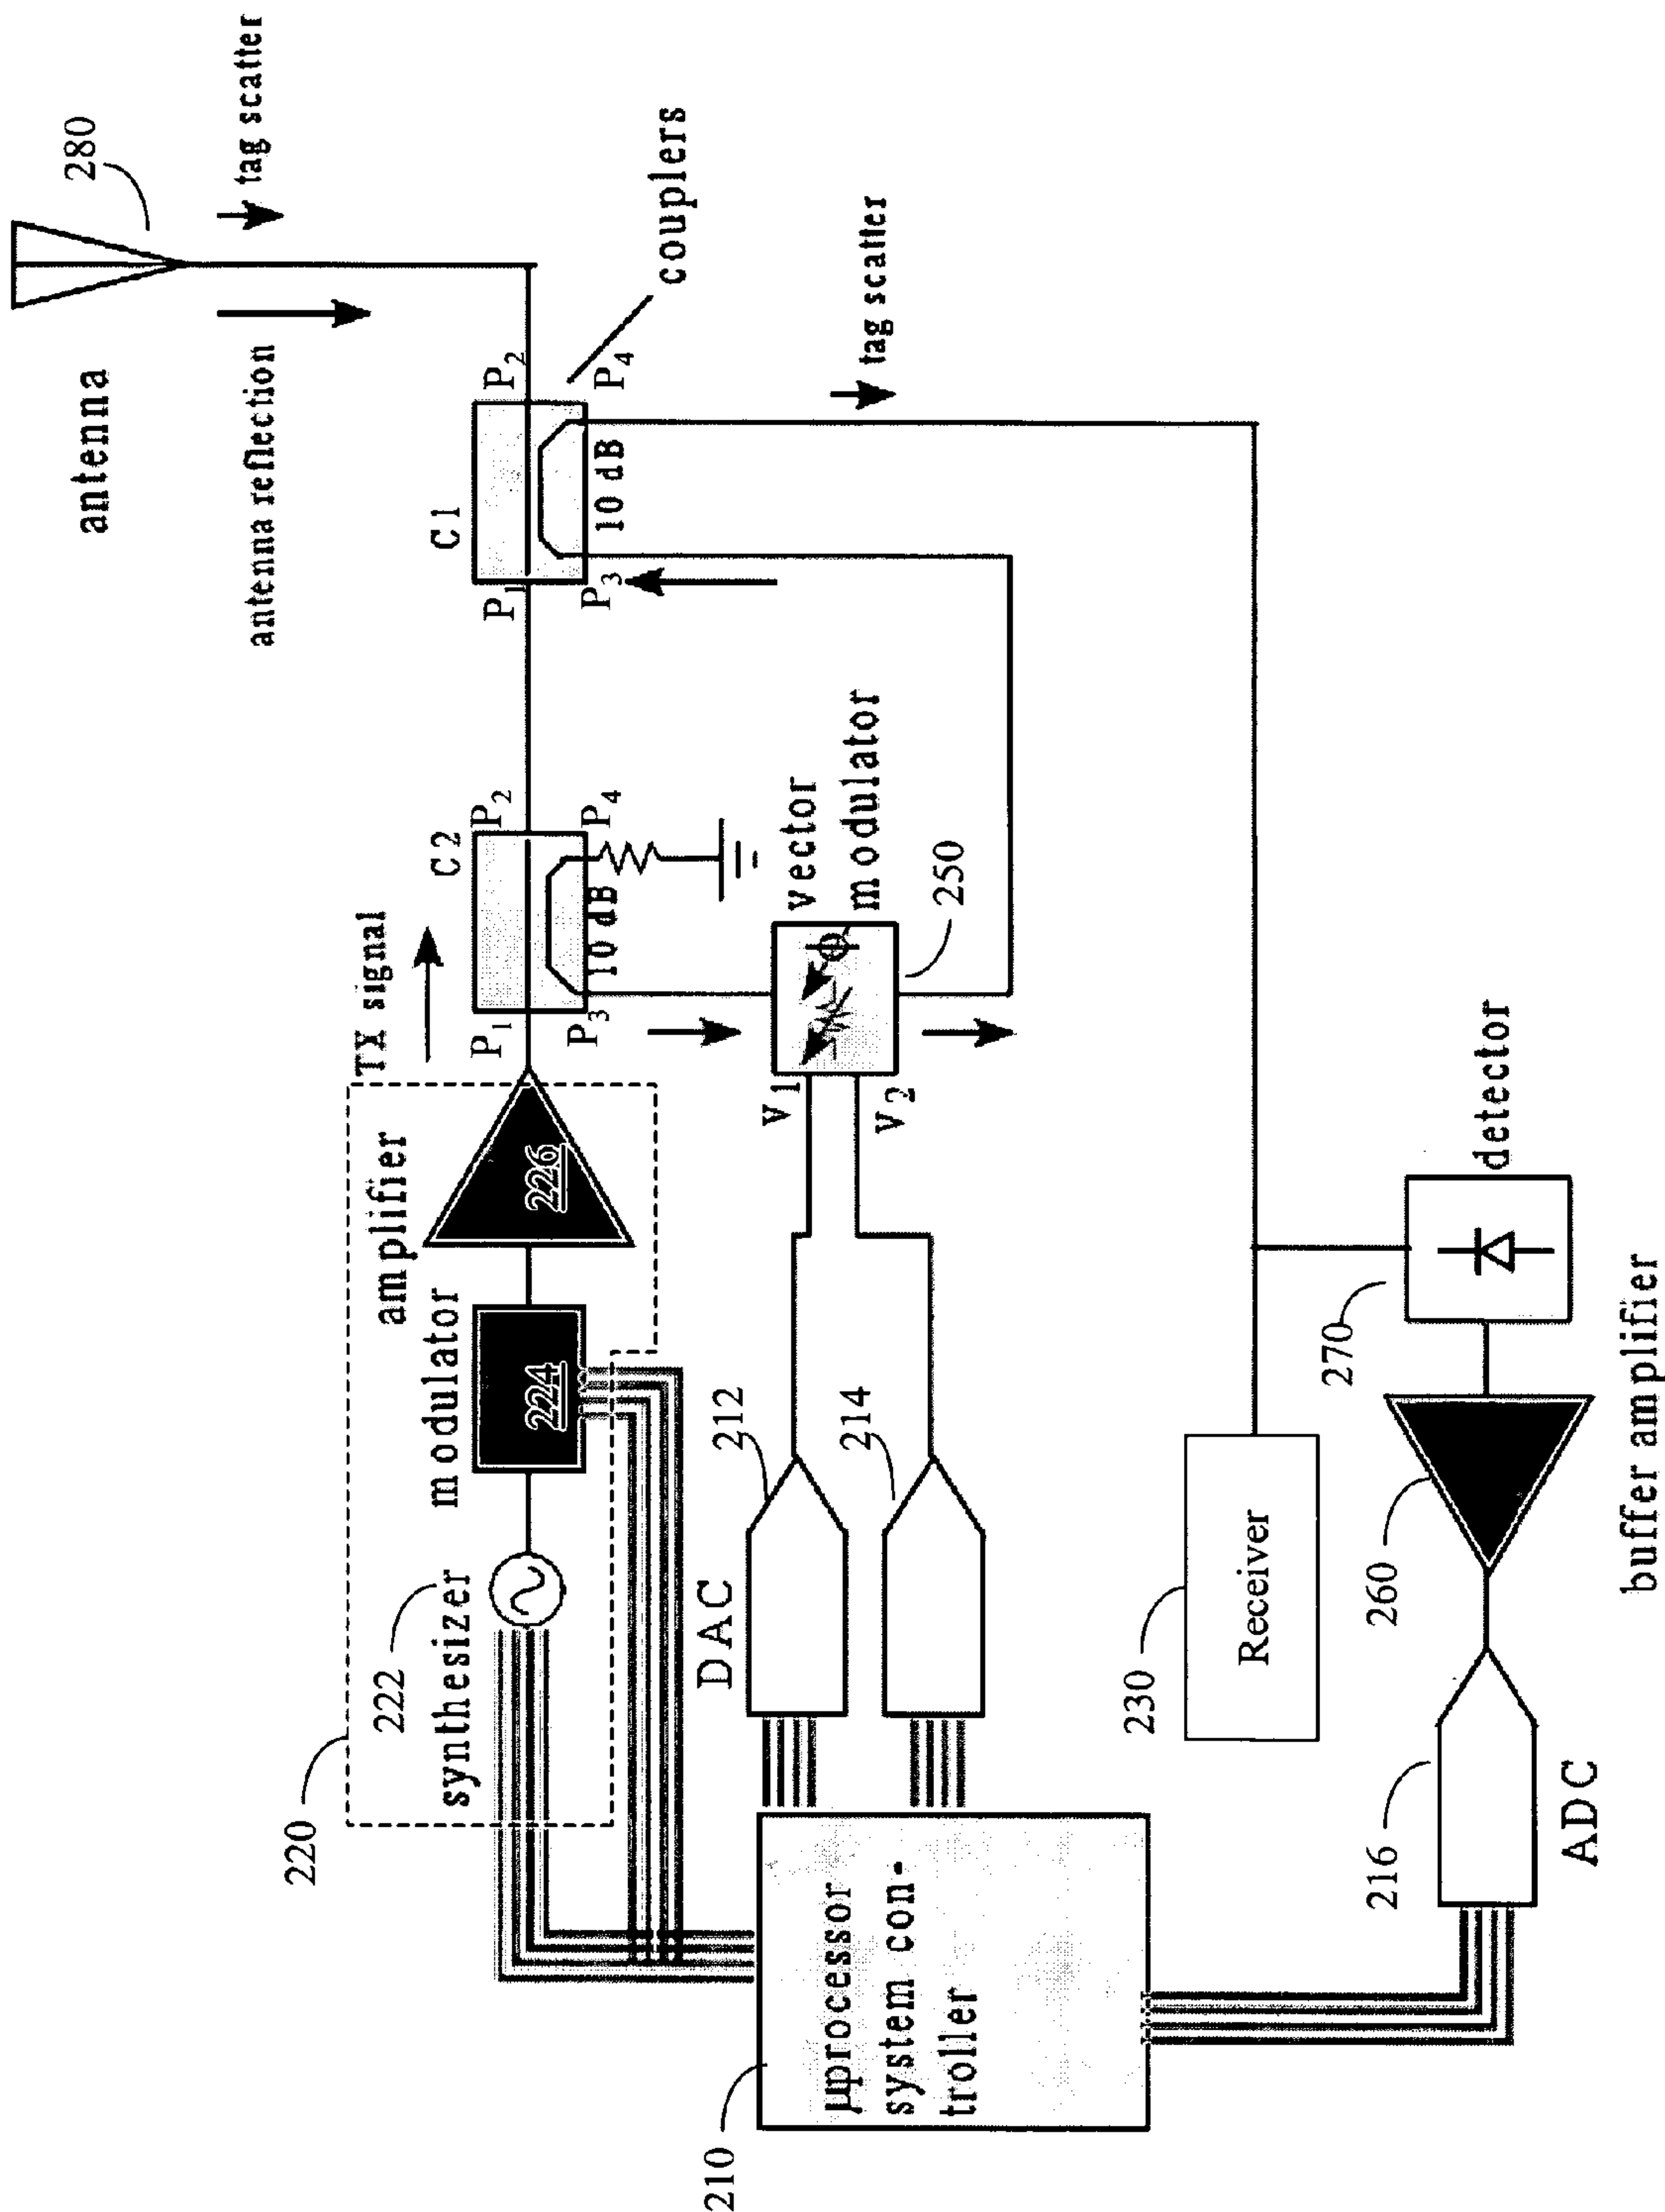 antenna
280
tag scatter
antenna reflection
C1
P₁
P₂
P₃
P₄
10 dB
couplers
tag scatter
TX signal
C2
P₁
P₂
P₃
P₄
10 dB
220
222
synthesizer
modulator
224
amplifier
226
vector
modulator
250
V₁
V₂
DAC
212
214
210
µprocessor
system con-
troller
230
Receiver
270
detector
260
buffer amplifier
216
ADC